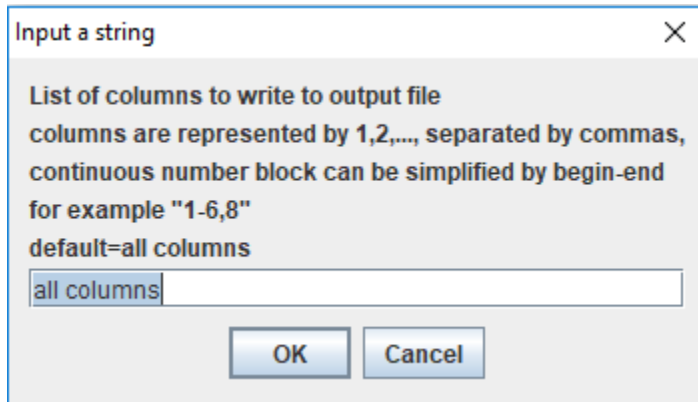 Input a string
List of columns to write to output file
columns are represented by 1,2,..., separated by commas,
continuous number block can be simplified by begin-end
for example "1-6,8"
default=all columns
all columns
OK Cancel